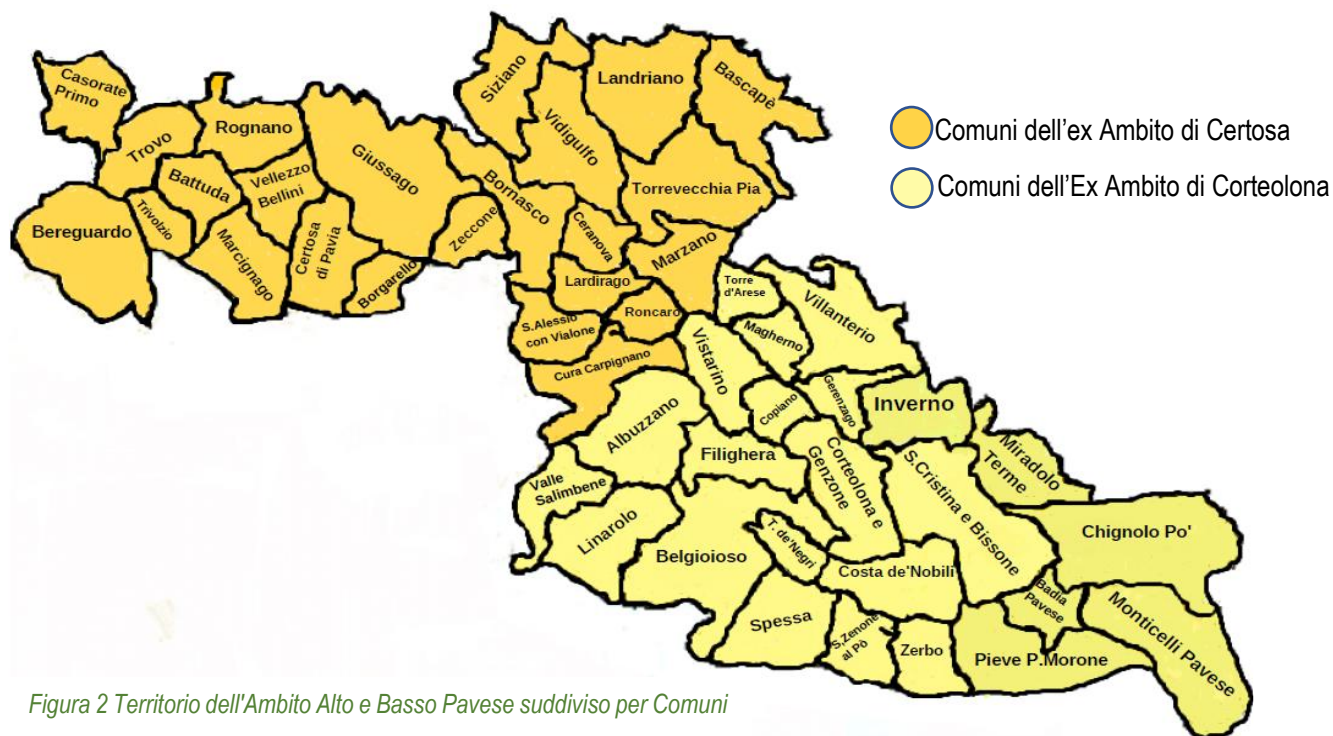 Casorate
Primo
Trovo
Rognano
Battuda
Vellezzo
Bellini
Giussago
Bereguardo
Trivolzio
Marcignago
Certosa
di Pavia
Borgarello
Zeccone
Bornasco
Siziano
Vidigulfo
Landriano
Bascapè
Torrevecchia Pia
Ceranova
Marzano
Lardirago
Roncaro
S.Alessio
con Vialone
Cura Carpignano
Comuni dell'ex Ambito di Certosa
Comuni dell'Ex Ambito di Corteolona
Torre
d'Arese
Villanterio
Magherno
Vistarino
Gerenzago
Inverno
Copiano
Albuzzano
Filighera
Corteolona e
Genzone
S.Cristina e Bissone
Miradolo
Terme
Valle
Salimbene
Linarolo
Belgioioso
T. de'Negri
Costa de'Nobili
Chignolo Po'
Badia
Pavese
Monticelli Pavese
Spessa
S,Zenone
al Pò
Zerbo
Pieve P.Morone
Figura 2 Territorio dell'Ambito Alto e Basso Pavese suddiviso per Comuni